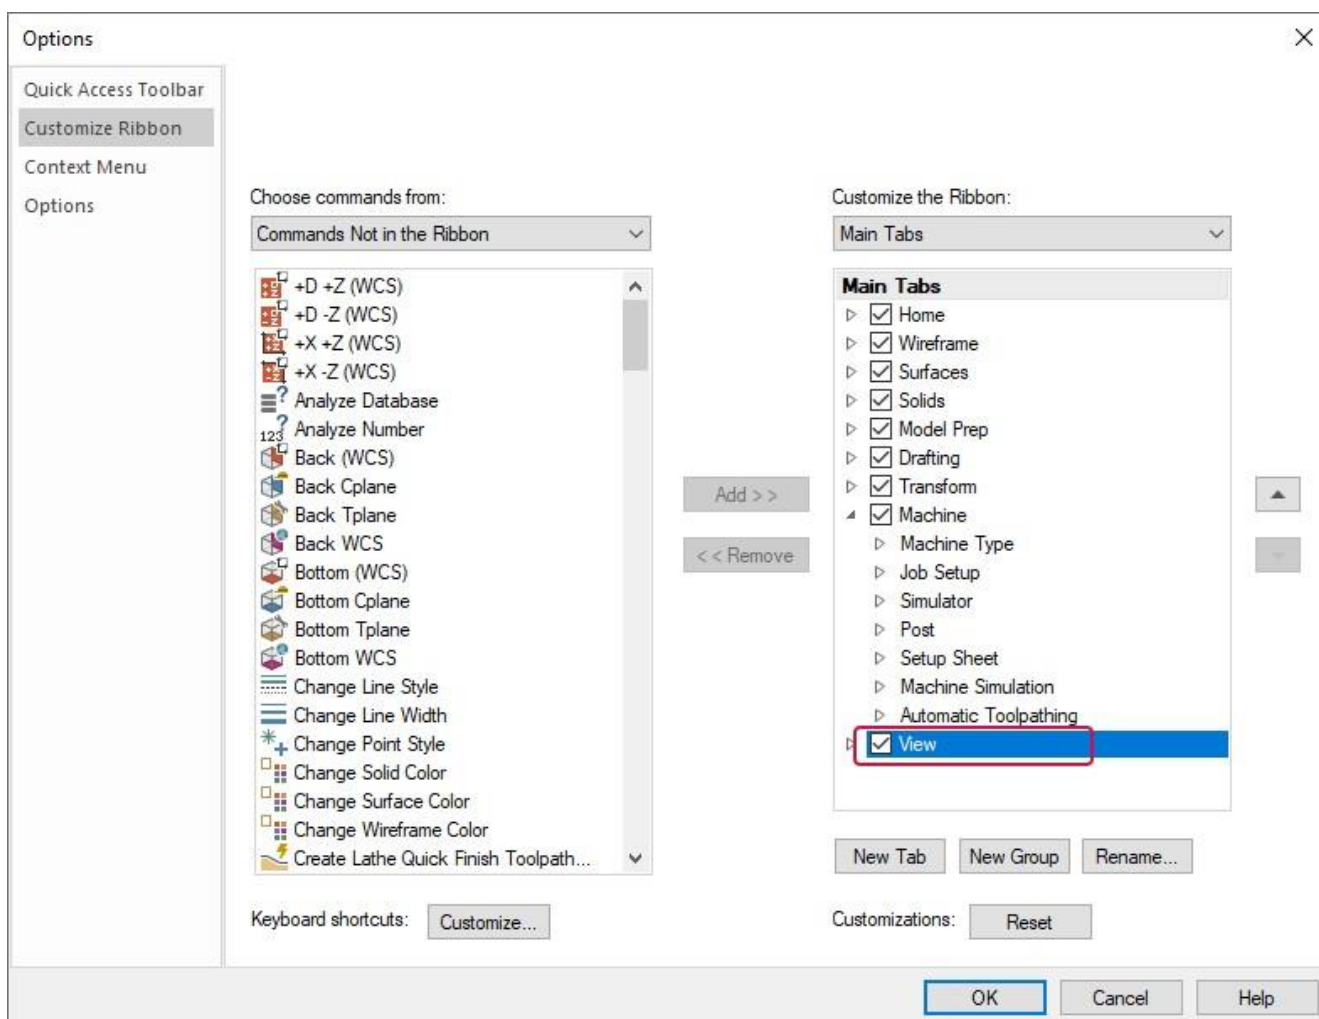 Options
Quick Access Toolbar
Customize Ribbon
Context Menu
Options
Choose commands from:
Commands Not in the Ribbon
+D +Z (WCS)
+D -Z (WCS)
+X +Z (WCS)
+X -Z (WCS)
Analyze Database
123 Analyze Number
Back (WCS)
Back Cplane
Back Tplane
Back WCS
Bottom (WCS)
Bottom Cplane
Bottom Tplane
Bottom WCS
Change Line Style
Change Line Width
Change Point Style
Change Solid Color
Change Surface Color
Change Wireframe Color
Create Lathe Quick Finish Toolpath...
Keyboard shortcuts: Customize...
Add >>
<< Remove
Customize the Ribbon:
Main Tabs
Main Tabs
Home
Wireframe
Surfaces
Solids
Model Prep
Drafting
Transform
Machine
Machine Type
Job Setup
Simulator
Post
Setup Sheet
Machine Simulation
Automatic Toolpathing
View
New Tab New Group Rename...
Customizations: Reset
OK Cancel Help